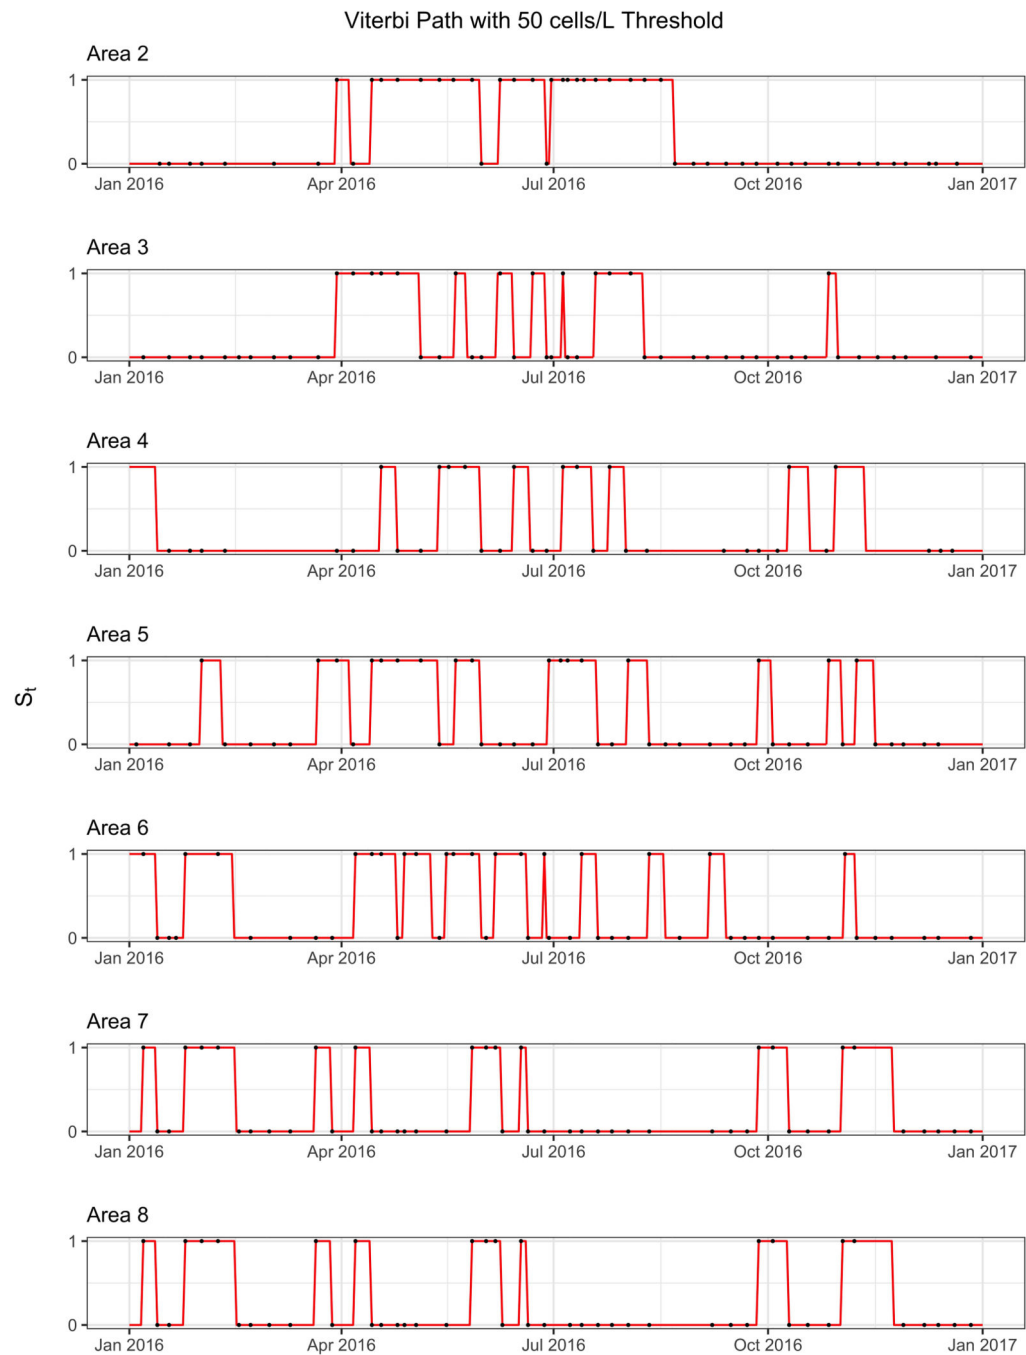 Viterbi Path with 50 cells/L Threshold
Area 2
1
0
Jan 2016 Apr 2016 Jul 2016 Oct 2016 Jan 2017
Area 3
1
0
Jan 2016 Apr 2016 Jul 2016 Oct 2016 Jan 2017
Area 4
1
0
Jan 2016 Apr 2016 Jul 2016 Oct 2016 Jan 2017
Area 5
1
0
Jan 2016 Apr 2016 Jul 2016 Oct 2016 Jan 2017
St
Area 6
1
0
Jan 2016 Apr 2016 Jul 2016 Oct 2016 Jan 2017
Area 7
1
0
Jan 2016 Apr 2016 Jul 2016 Oct 2016 Jan 2017
Area 8
1
0
Jan 2016 Apr 2016 Jul 2016 Oct 2016 Jan 2017